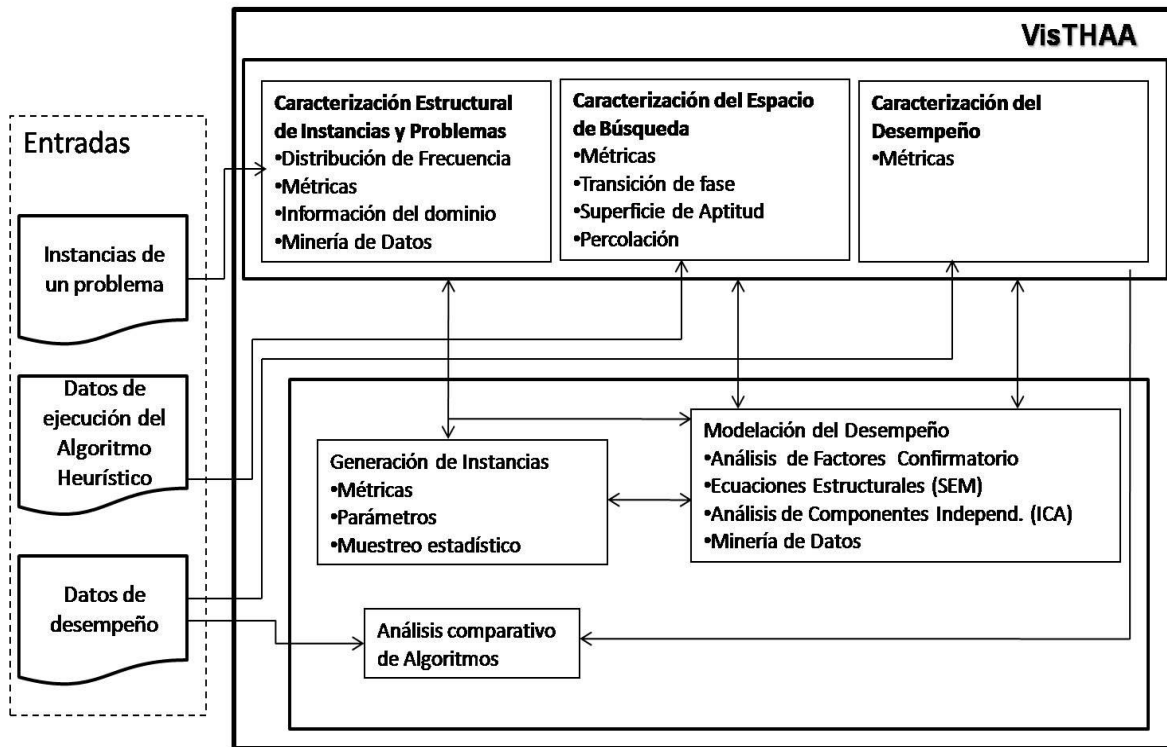 VisTHAA
Entradas
Instancias de
un problema
Datos de
ejecución del
Algoritmo
Heurístico
Datos de
desempeño
Caracterización Estructural
de Instancias y Problemas
•Distribución de Frecuencia
•Métricas
•Información del dominio
•Minería de Datos
Caracterización del Espacio
de Búsqueda
•Métricas
•Transición de fase
•Superficie de Aptitud
•Percolación
Caracterización del
Desempeño
•Métricas
Generación de Instancias
•Métricas
•Parámetros
•Muestreo estadístico
Modelación del Desempeño
•Análisis de Factores Confirmatorio
•Ecuaciones Estructurales (SEM)
•Análisis de Componentes Independ. (ICA)
•Minería de Datos
Análisis comparativo
de Algoritmos